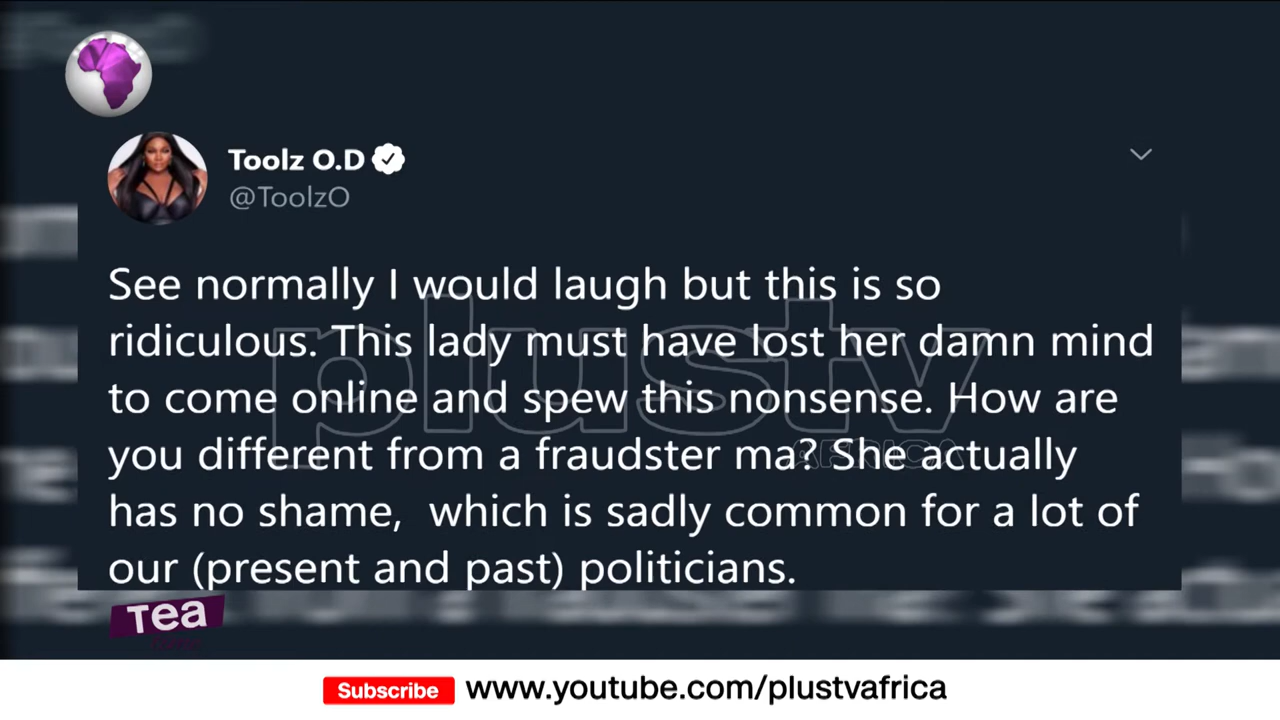 Toolz O.D
@ToolzO
See normally I would laugh but this is so
ridiculous. This lady must have lost her damn mind
to come online and spew this nonsense. How are
you different from a fraudster ma? She actually
has no shame,  which is sadly common for a lot of
our (present and past) politicians.
plustv
AFRICA
Tea
Subscribe www.youtube.com/plustvafrica